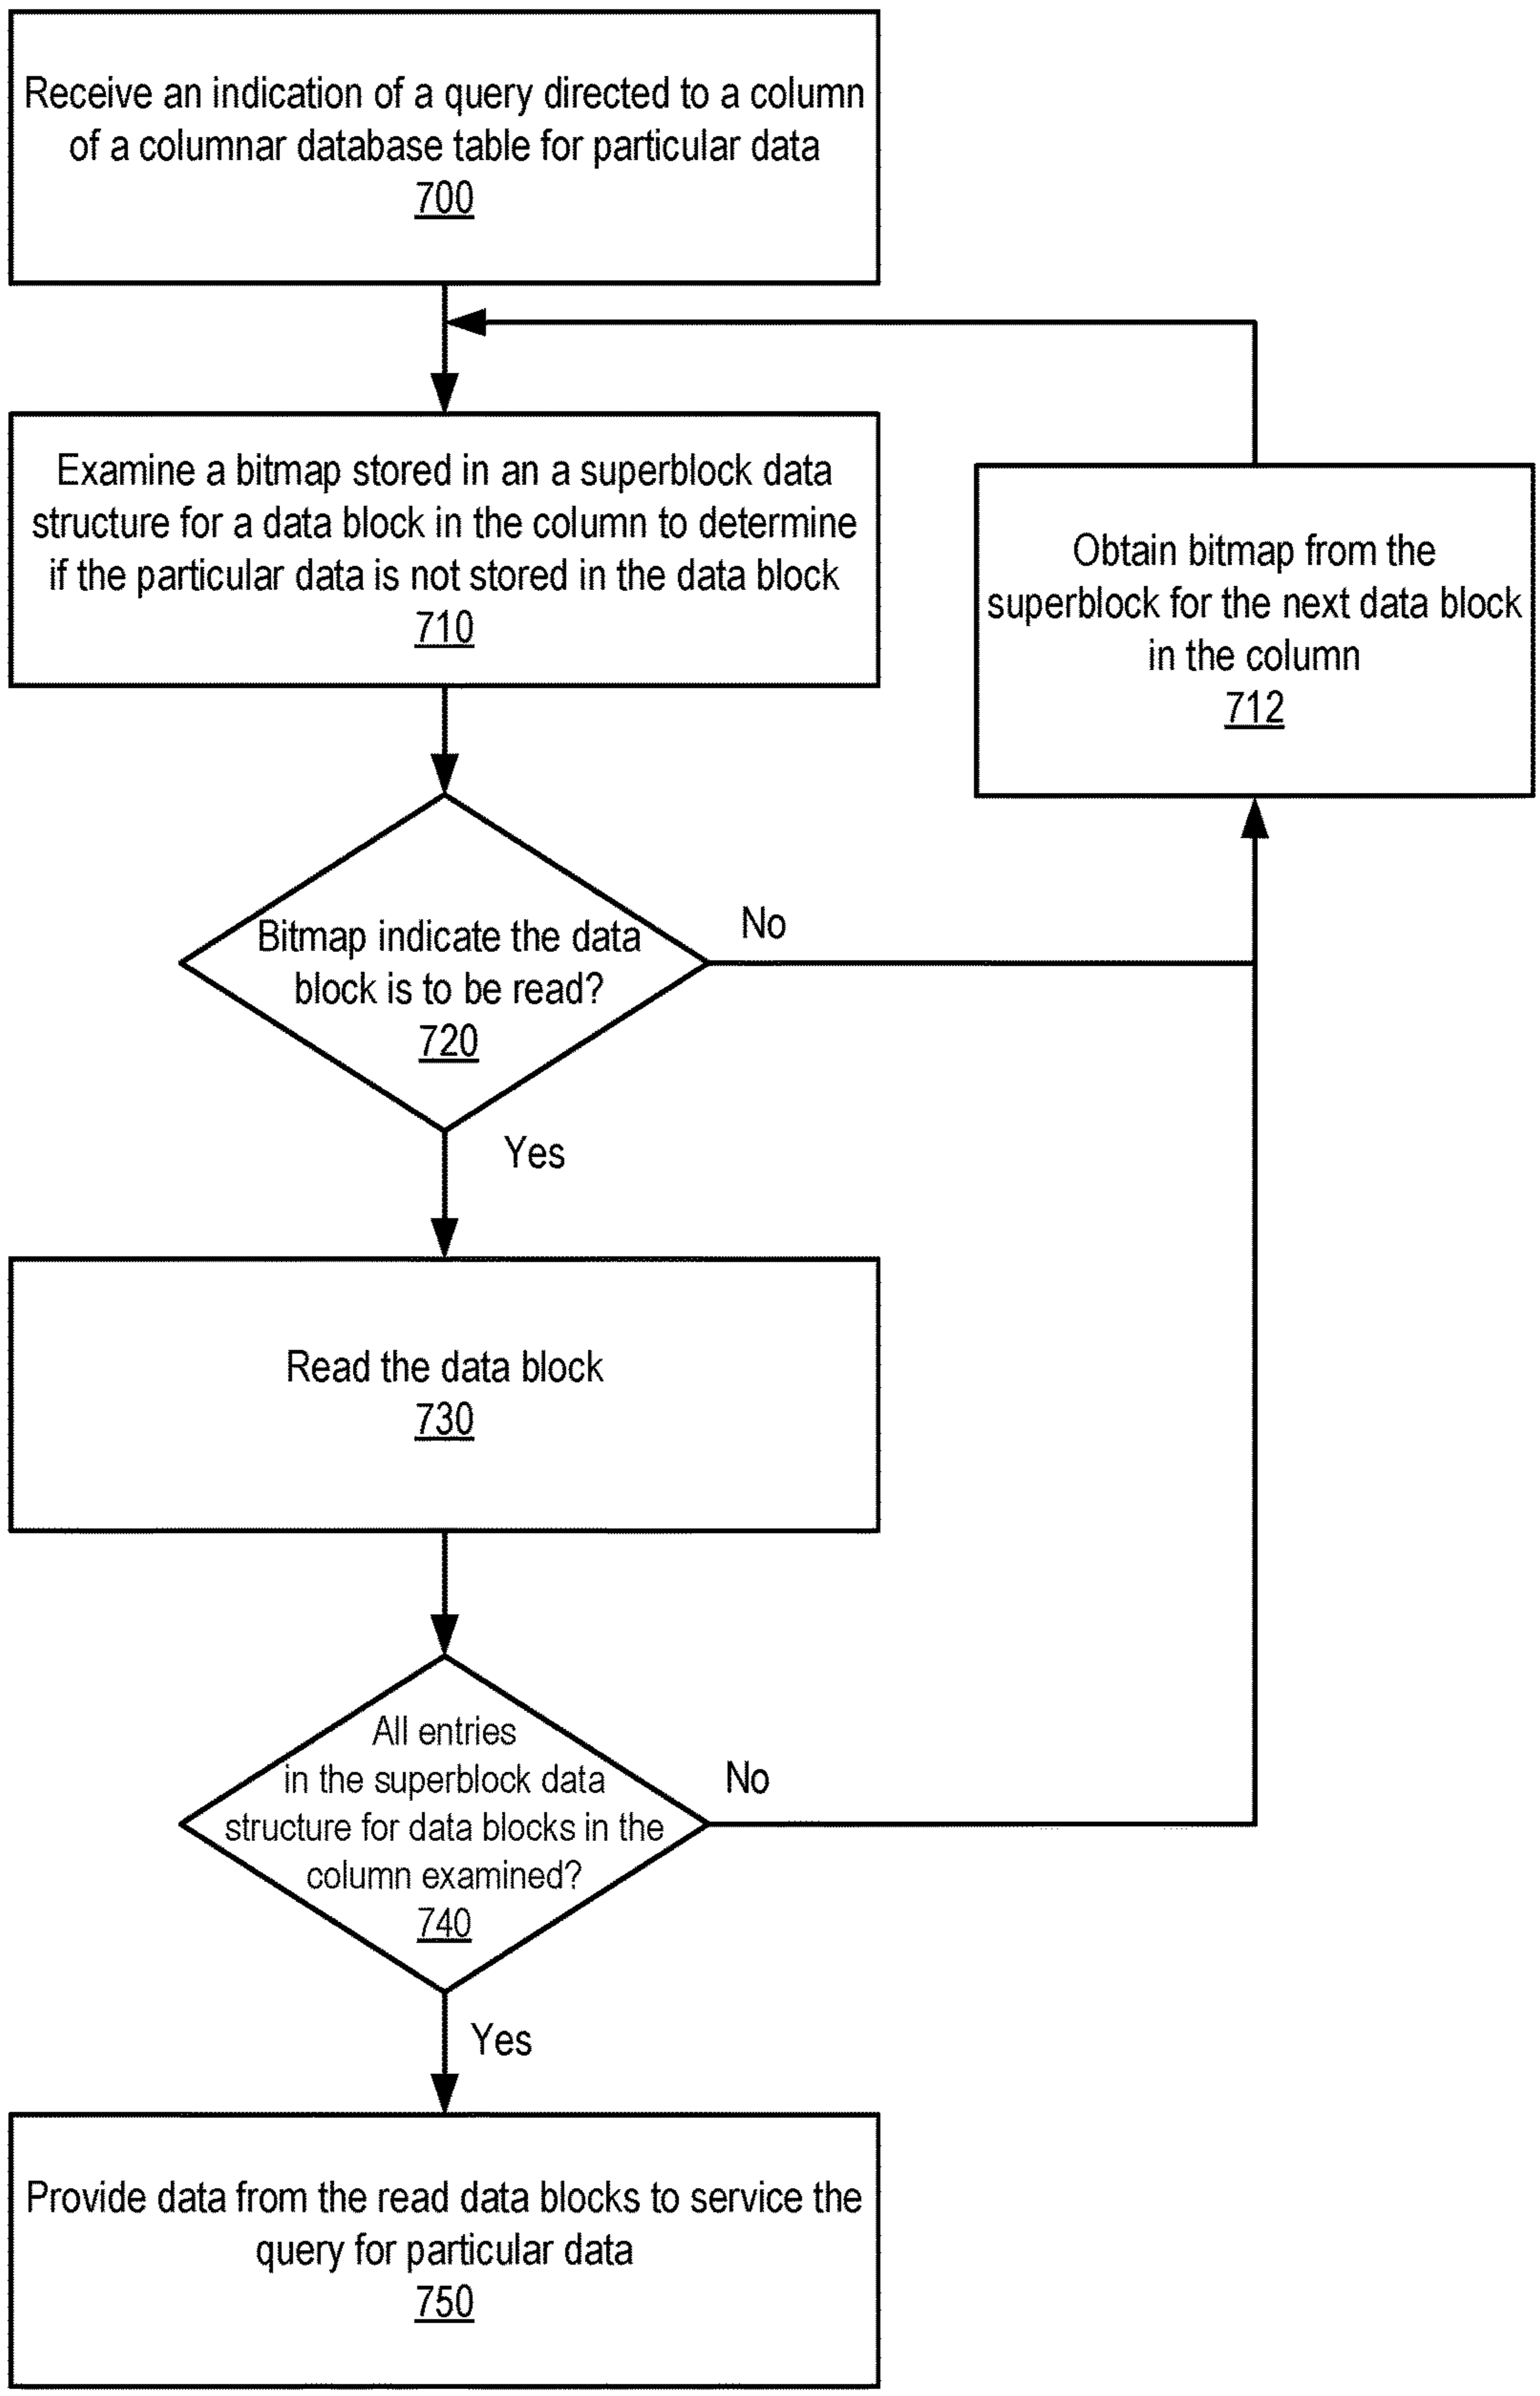 Receive an indication of a query directed to a column
of a columnar database table for particular data
700
Examine a bitmap stored in an a superblock data
structure for a data block in the column to determine
if the particular data is not stored in the data block
710
Obtain bitmap from the
superblock for the next data block
in the column
712
Bitmap indicate the data
block is to be read?
720
No
Yes
Read the data block
730
All entries
in the superblock data
structure for data blocks in the
column examined?
740
No
Yes
Provide data from the read data blocks to service the
query for particular data
750